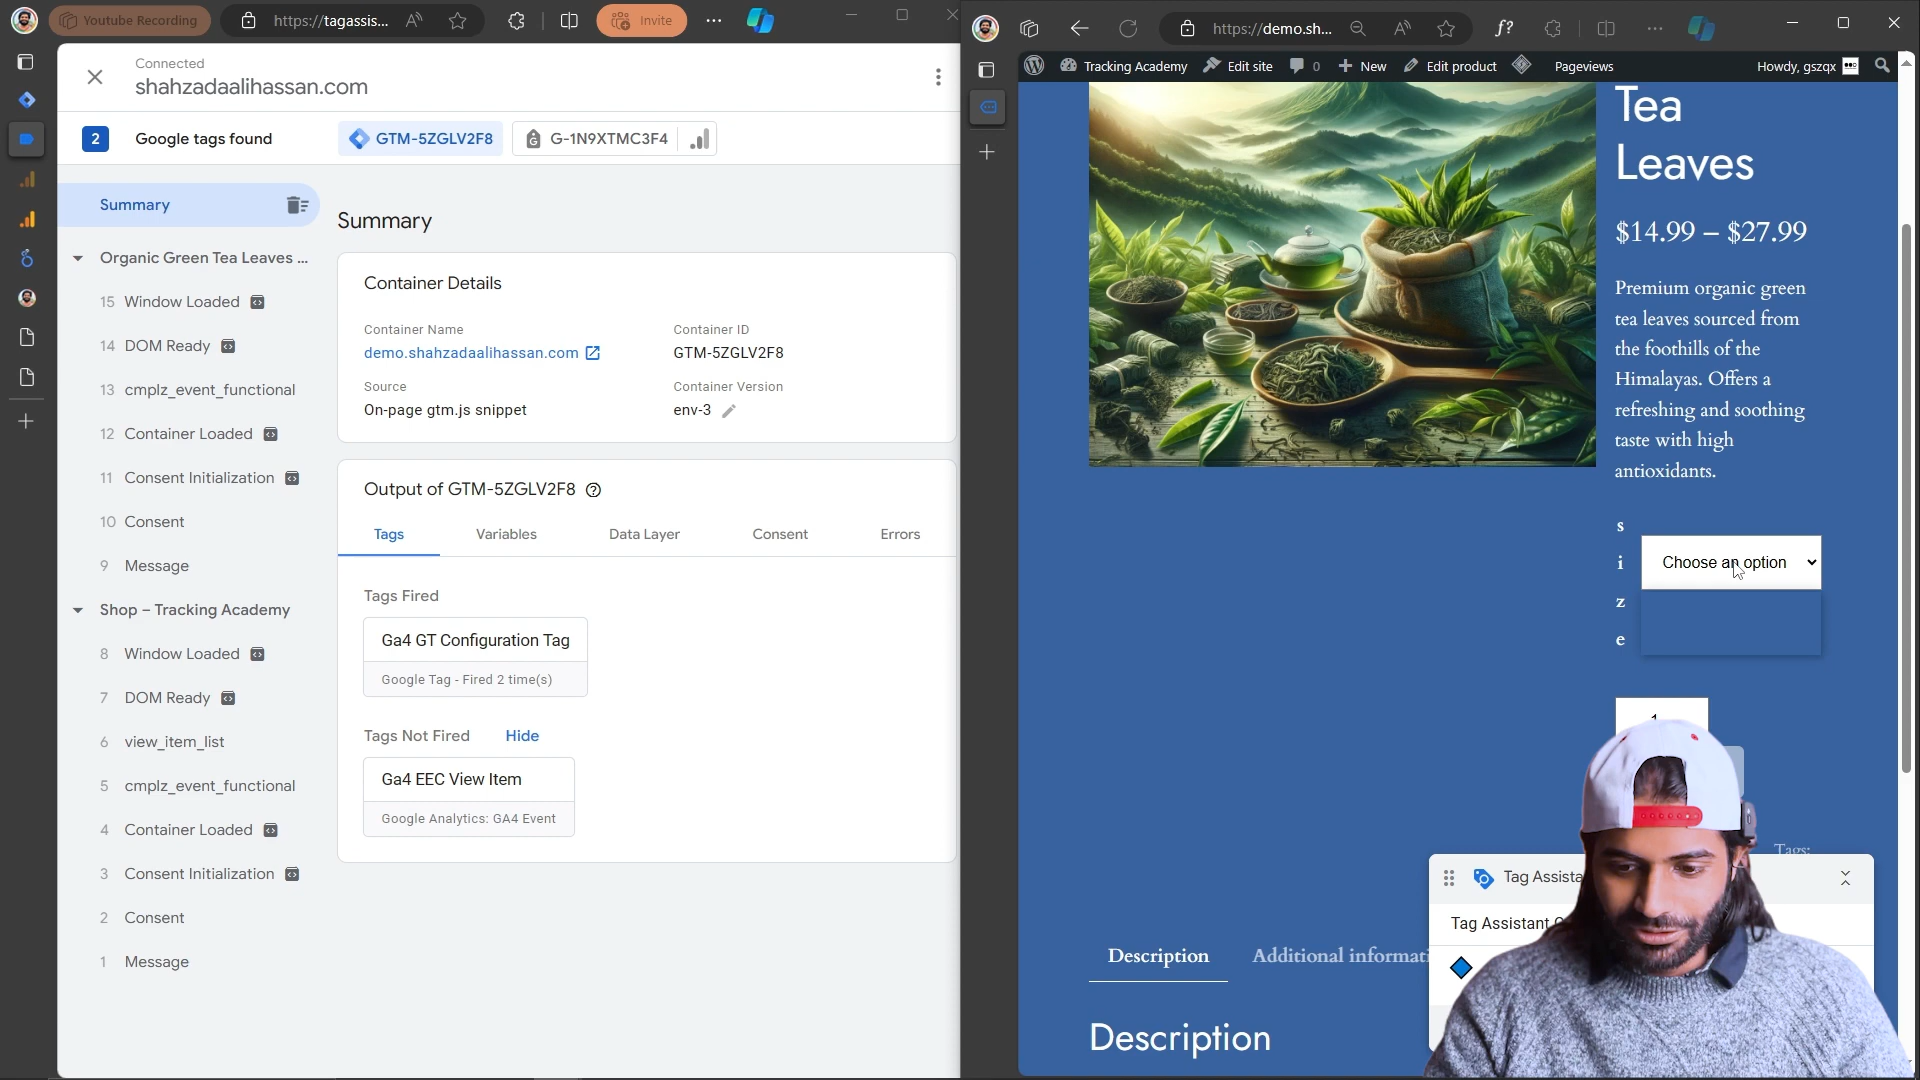 Youtube Recording
https://tagassis...
Invite
Connected
shahzadaalihassan.com
2
Google tags found
GTM-5ZGLV2F8
G-1N9XTMC3F4
Summary
Organic Green Tea Leaves ...
15 Window Loaded
14 DOM Ready
13 cmplz_event_functional
12 Container Loaded
11 Consent Initialization
10 Consent
9 Message
Shop – Tracking Academy
8 Window Loaded
7 DOM Ready
6 view_item_list
5 cmplz_event_functional
4 Container Loaded
3 Consent Initialization
2 Consent
1 Message
Summary
Container Details
Container Name
demo.shahzadaalihassan.com
Container ID
GTM-5ZGLV2F8
Source
On-page gtm.js snippet
Container Version
env-3
Output of GTM-5ZGLV2F8
Tags
Variables
Data Layer
Consent
Errors
Tags Fired
Ga4 GT Configuration Tag
Google Tag - Fired 2 time(s)
Tags Not Fired
Hide
Ga4 EEC View Item
Google Analytics: GA4 Event
https://demo.sh...
f?
Tracking Academy
Edit site
0
New
Edit product
Pageviews
Howdy, gszqx
Tea
Leaves
$14.99 – $27.99
Premium organic green
tea leaves sourced from
the foothills of the
Himalayas. Offers a
refreshing and soothing
taste with high
antioxidants.
s
i
z
e
Choose an option
Tags:
Tag Assista
Tag Assistant
Description
Additional informati
Description